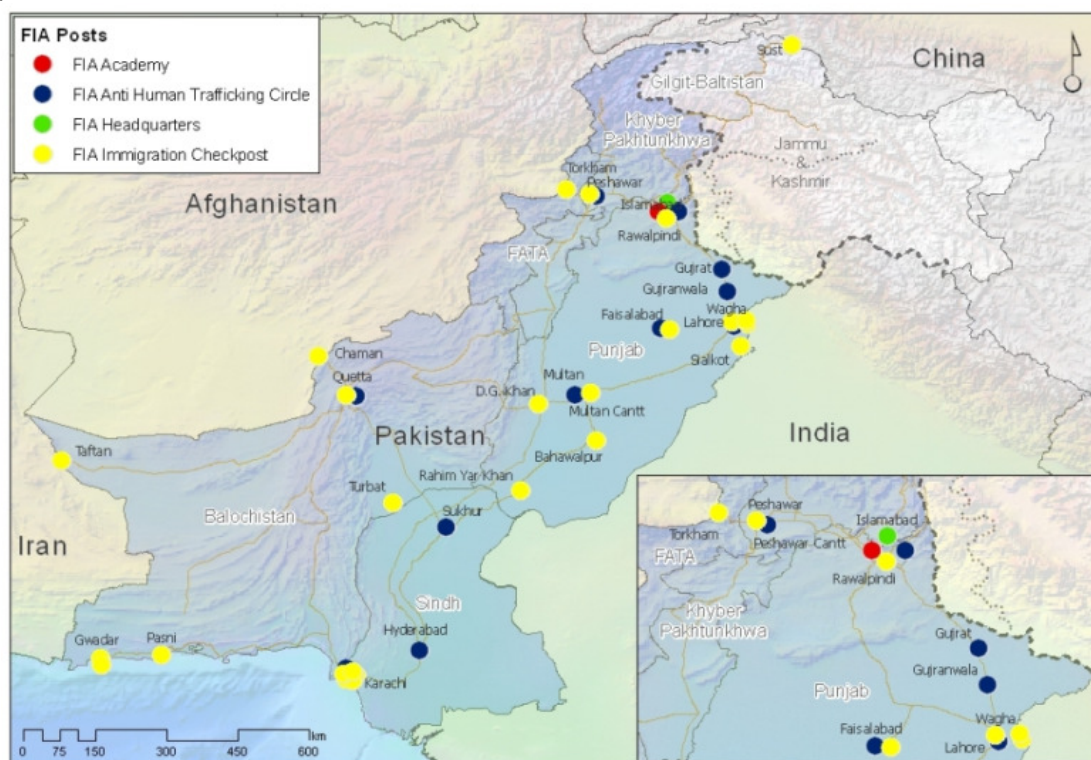 FIA Posts
FIA Academy
FIA Anti Human Trafficking Circle
FIA Headquarters
FIA Immigration Checkpost
China
Sust
Gilgit-Baltistan
Khyber
Pakhtunkhwa
Jammu
&
Kashmir
Torkham
Peshawar
Afghanistan
Islamabad
Rawalpindi
FATA
Gujrat
Gujranwala
Wagha
Faisalabad
Lahore
Punjab
Sialkot
Chaman
Quetta
Multan
D.G. Khan
Multan Cantt
Pakistan
India
Bahawalpur
Taftan
Rahim Yar Khan
Turbat
Sukhur
Balochistan
Iran
Sindh
Hyderabad
Gwadar
Pasni
Karachi
km
0 75 150 300 450 600
Peshawar
Islamabad
Torkham
Peshawar Cantt
FATA
Rawalpindi
Khyber
Pakhtunkhwa
Gujrat
Gujranwala
Punjab
Faisalabad
Wagha
Lahore